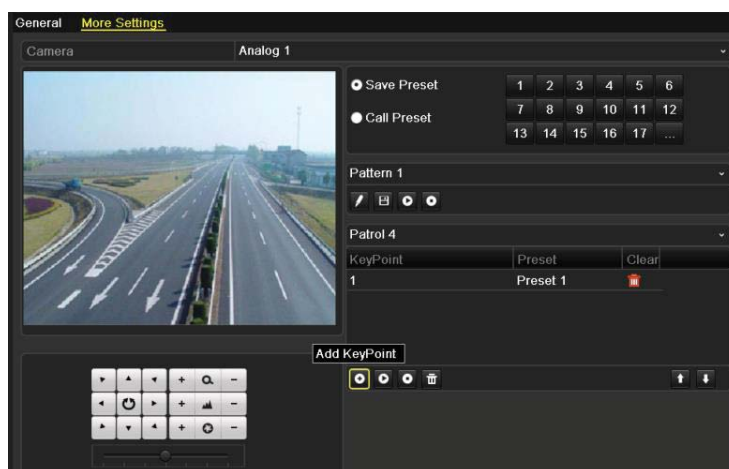 General More Settings
Camera Analog 1
Save Preset 1 2 3 4 5 6
Call Preset 7 8 9 10 11 12
13 14 15 16 17 ...
Pattern 1
Patrol 4
KeyPoint Preset Clear
1 Preset 1
Add KeyPoint